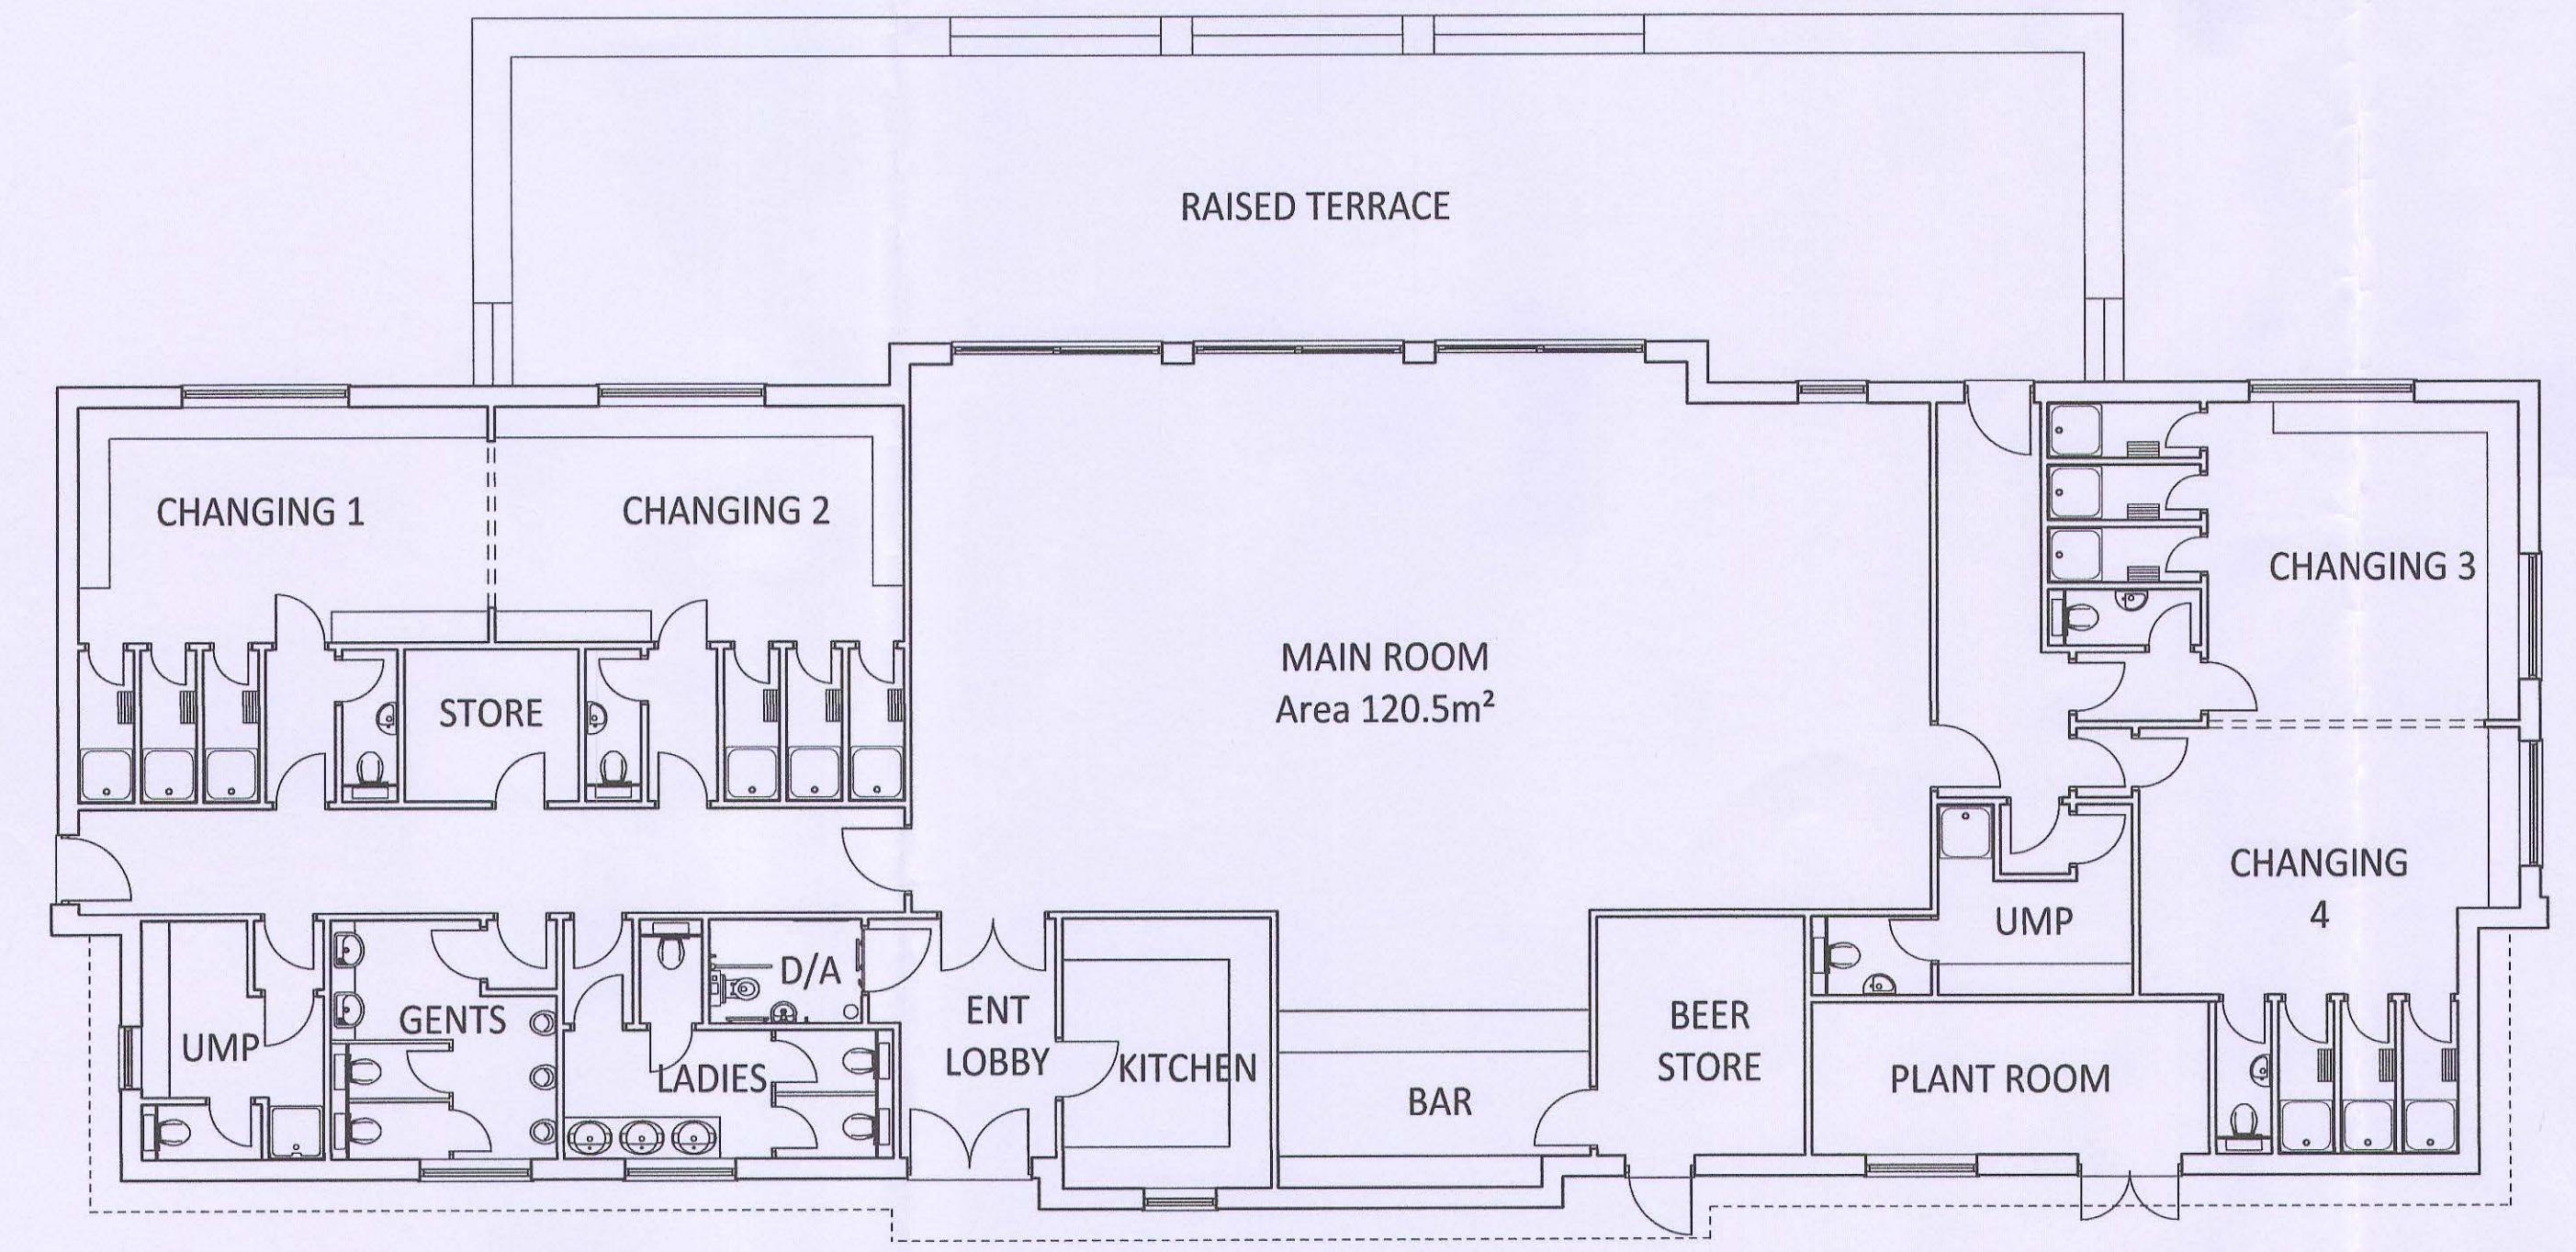 RAISED TERRACE
CHANGING 1
CHANGING 2
CHANGING 3
MAIN ROOM
Area 120.5m²
STORE
CHANGING
4
UMP
GENTS
LADIES
D/A
ENT
LOBBY
KITCHEN
BAR
BEER
STORE
UMP
PLANT ROOM